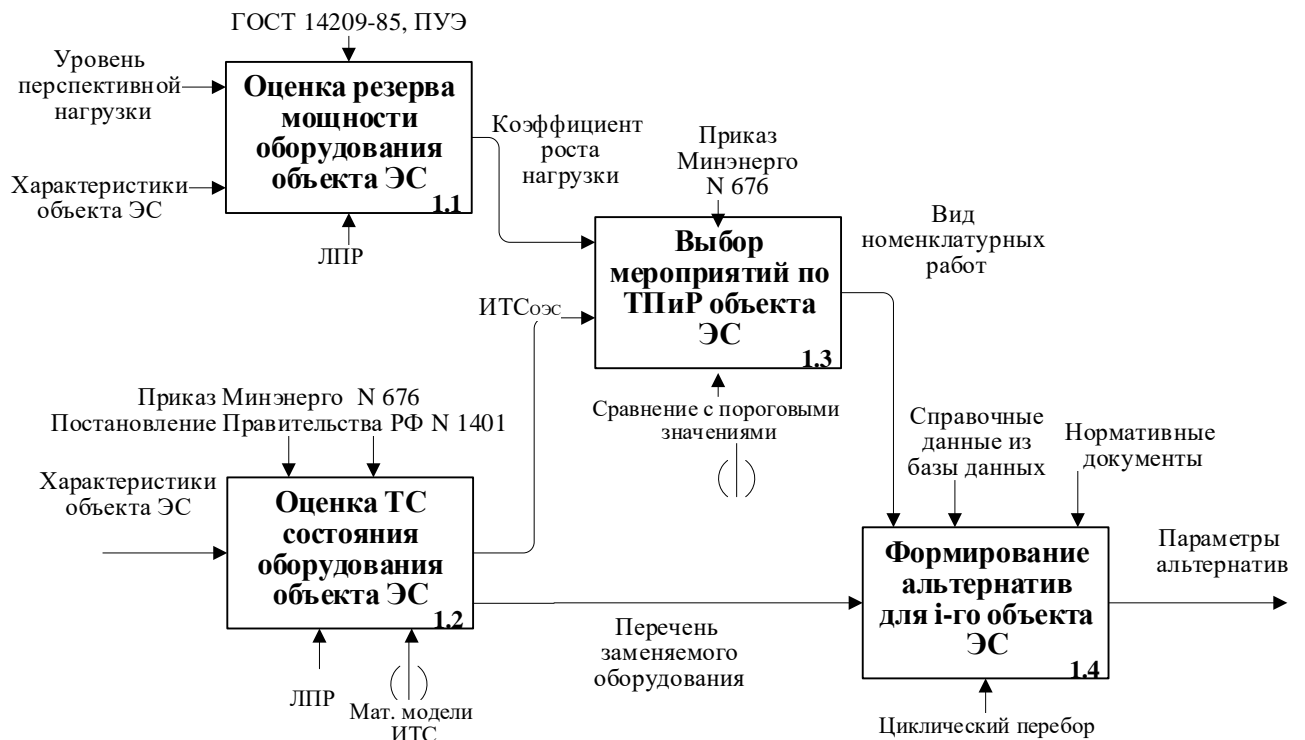 ГОСТ 14209-85, ПУЭ
Уровень
перспективной
нагрузки
Характеристики
объекта ЭС
Оценка резерва
мощности
оборудования
объекта ЭС
1.1
ЛПР
Коэффициент
роста
нагрузки
Приказ
Минэнерго
N 676
Выбор
мероприятий по
ТПиР объекта
ЭС
1.3
Вид
номенклатурных
работ
ИТСОЭС
Сравнение с пороговыми
значениями
Приказ Минэнерго N 676
Постановление Правительства РФ N 1401
Характеристики
объекта ЭС
Оценка ТС
состояния
оборудования
объекта ЭС
1.2
ЛПР
Мат. модели
ИТС
Перечень
заменяемого
оборудования
Справочные
данные из
базы данных
Нормативные
документы
Формирование
альтернатив
для i-го объекта
ЭС
1.4
Параметры
альтернатив
Циклический перебор